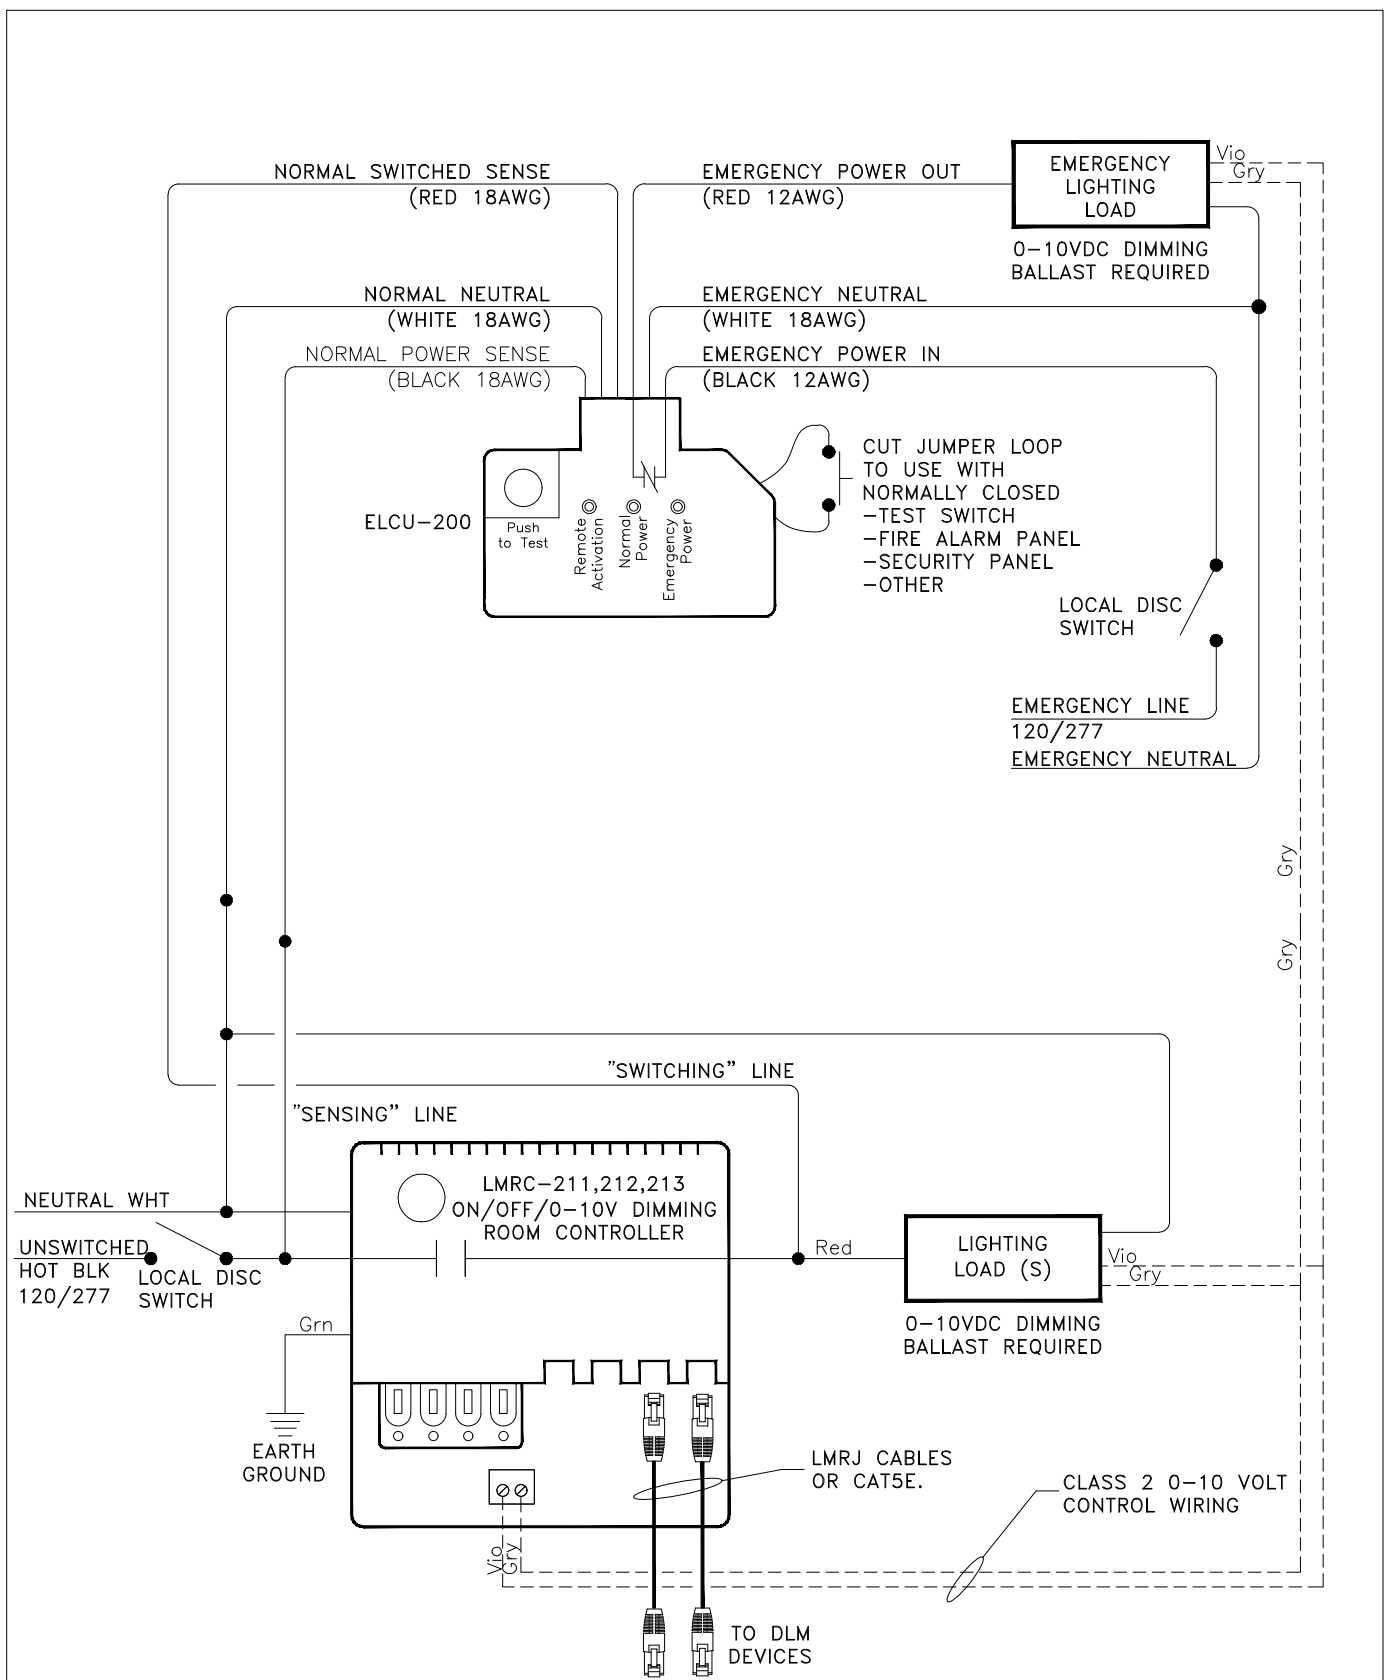 NORMAL SWITCHED SENSE
(RED 18AWG)
EMERGENCY POWER OUT
(RED 12AWG)
EMERGENCY
LIGHTING
LOAD
Vio
Gry
0-10VDC DIMMING
BALLAST REQUIRED
NORMAL NEUTRAL
(WHITE 18AWG)
EMERGENCY NEUTRAL
(WHITE 18AWG)
NORMAL POWER SENSE
(BLACK 18AWG)
EMERGENCY POWER IN
(BLACK 12AWG)
ELCU-200
Push
to Test
Remote
Activation
Normal
Power
Emergency
Power
CUT JUMPER LOOP
TO USE WITH
NORMALLY CLOSED
-TEST SWITCH
-FIRE ALARM PANEL
-SECURITY PANEL
-OTHER
LOCAL DISC
SWITCH
EMERGENCY LINE
120/277
EMERGENCY NEUTRAL
Gry
Gry
"SWITCHING" LINE
"SENSING" LINE
NEUTRAL WHT
UNSWITCHED
HOT BLK
120/277
LOCAL DISC
SWITCH
LMRC-211,212,213
ON/OFF/0-10V DIMMING
ROOM CONTROLLER
Red
LIGHTING
LOAD (S)
Vio
Gry
0-10VDC DIMMING
BALLAST REQUIRED
Grn
EARTH
GROUND
LMRJ CABLES
OR CAT5E.
CLASS 2 0-10 VOLT
CONTROL WIRING
Vio
Gry
TO DLM
DEVICES